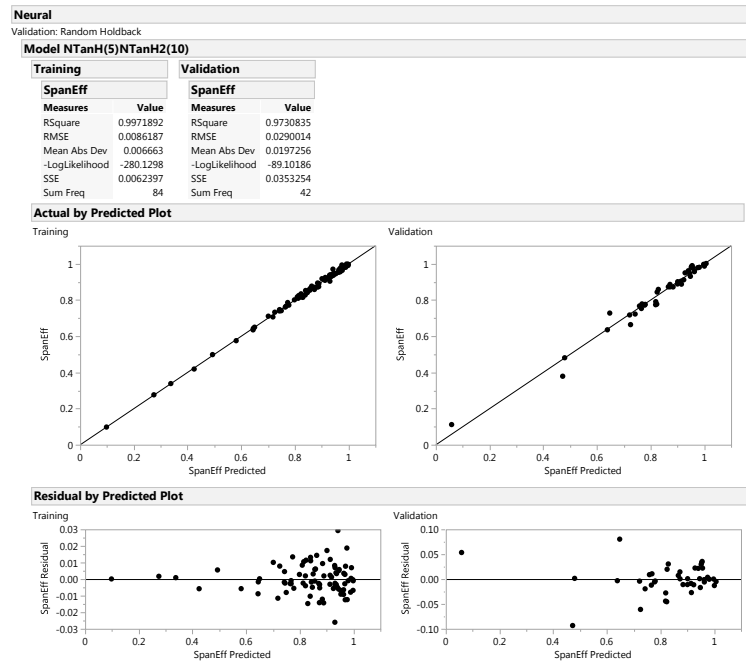 Neural
Validation: Random Holdback
Model NTanH(5)NTanH2(10)
Training Validation
SpanEff SpanEff
Measures Value Measures Value
RSquare 0.9971892 RSquare 0.9730835
RMSE 0.0086187 RMSE 0.0290014
Mean Abs Dev 0.006663 Mean Abs Dev 0.0197256
-LogLikelihood -280.1298 -LogLikelihood -89.10186
SSE 0.0062397 SSE 0.0353254
Sum Freq 84 Sum Freq 42
Actual by Predicted Plot
Training Validation
1 1
0.8 0.8
0.6 0.6
SpanEff SpanEff
0.4 0.4
0.2 0.2
0 0
0 0.2 0.4 0.6 0.8 1 0 0.2 0.4 0.6 0.8 1
SpanEff Predicted SpanEff Predicted
Residual by Predicted Plot
Training Validation
0.03 0.10
0.02
0.05
0.01
SpanEff Residual SpanEff Residual
0.00 0.00
-0.01
-0.05
-0.02
-0.03 -0.10
0 0.2 0.4 0.6 0.8 1 0 0.2 0.4 0.6 0.8 1
SpanEff Predicted SpanEff Predicted